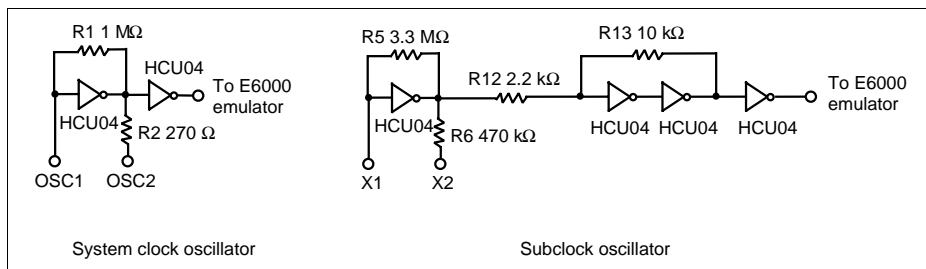 R1 1 MΩ
HCU04
To E6000
emulator
HCU04
R2 270 Ω
OSC1
OSC2
System clock oscillator
R5 3.3 MΩ
R13 10 kΩ
R12 2.2 kΩ
To E6000
emulator
HCU04
HCU04
HCU04
HCU04
R6 470 kΩ
X1
X2
Subclock oscillator